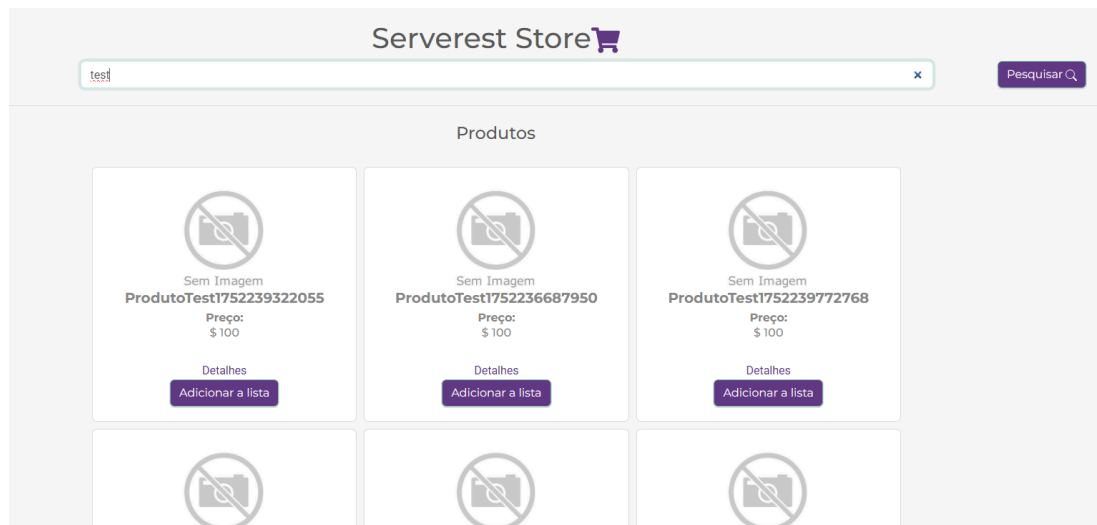 Serverest Store
test
Pesquisar
Produtos
Sem Imagem
ProdutoTest1752239322055
Preço:
$ 100
Detalhes
Adicionar a lista
Sem Imagem
ProdutoTest1752236687950
Preço:
$ 100
Detalhes
Adicionar a lista
Sem Imagem
ProdutoTest1752239772768
Preço:
$ 100
Detalhes
Adicionar a lista